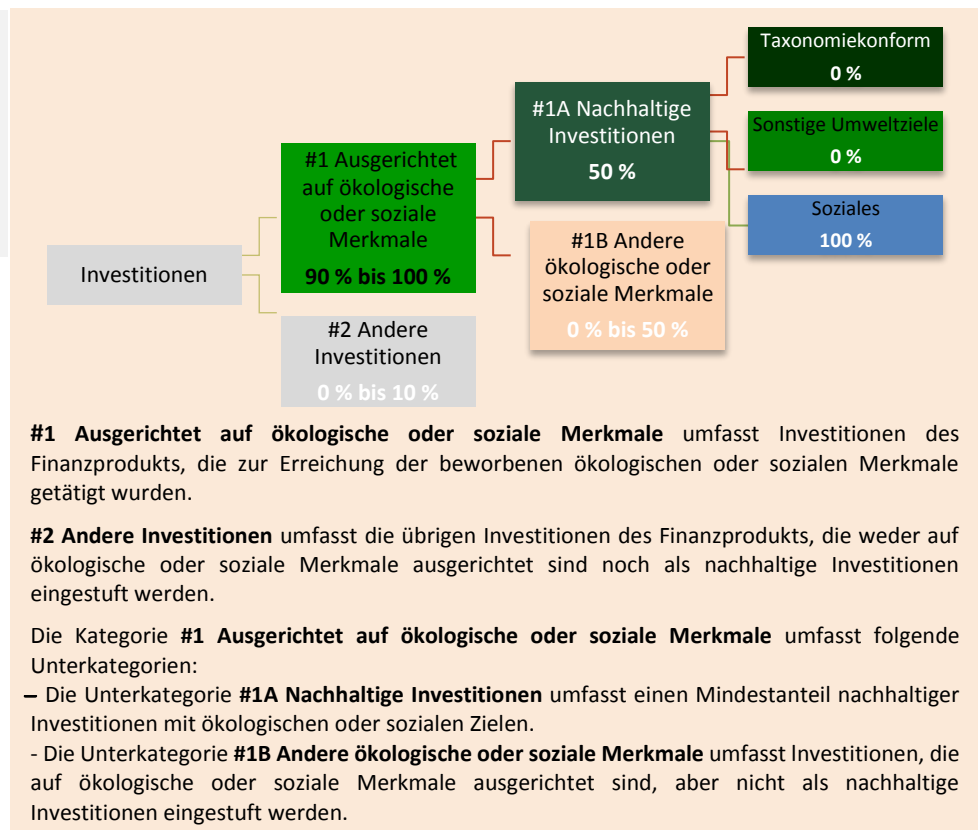 Investitionen
#1 Ausgerichtet
auf ökologische
oder soziale
Merkmale
90 % bis 100 %
#2 Andere
Investitionen
0 % bis 10 %
#1A Nachhaltige
Investitionen
50 %
#1B Andere
ökologische oder
soziale Merkmale
0 % bis 50 %
Taxonomiekonform
0 %
Sonstige Umweltziele
0 %
Soziales
100 %
#1 Ausgerichtet auf ökologische oder soziale Merkmale umfasst Investitionen des
Finanzprodukts, die zur Erreichung der beworbenen ökologischen oder sozialen Merkmale
getätigt wurden.
#2 Andere Investitionen umfasst die übrigen Investitionen des Finanzprodukts, die weder auf
ökologische oder soziale Merkmale ausgerichtet sind noch als nachhaltige Investitionen
eingestuft werden.
Die Kategorie #1 Ausgerichtet auf ökologische oder soziale Merkmale umfasst folgende
Unterkategorien:
– Die Unterkategorie #1A Nachhaltige Investitionen umfasst einen Mindestanteil nachhaltiger
Investitionen mit ökologischen oder sozialen Zielen.
- Die Unterkategorie #1B Andere ökologische oder soziale Merkmale umfasst Investitionen, die
auf ökologische oder soziale Merkmale ausgerichtet sind, aber nicht als nachhaltige
Investitionen eingestuft werden.